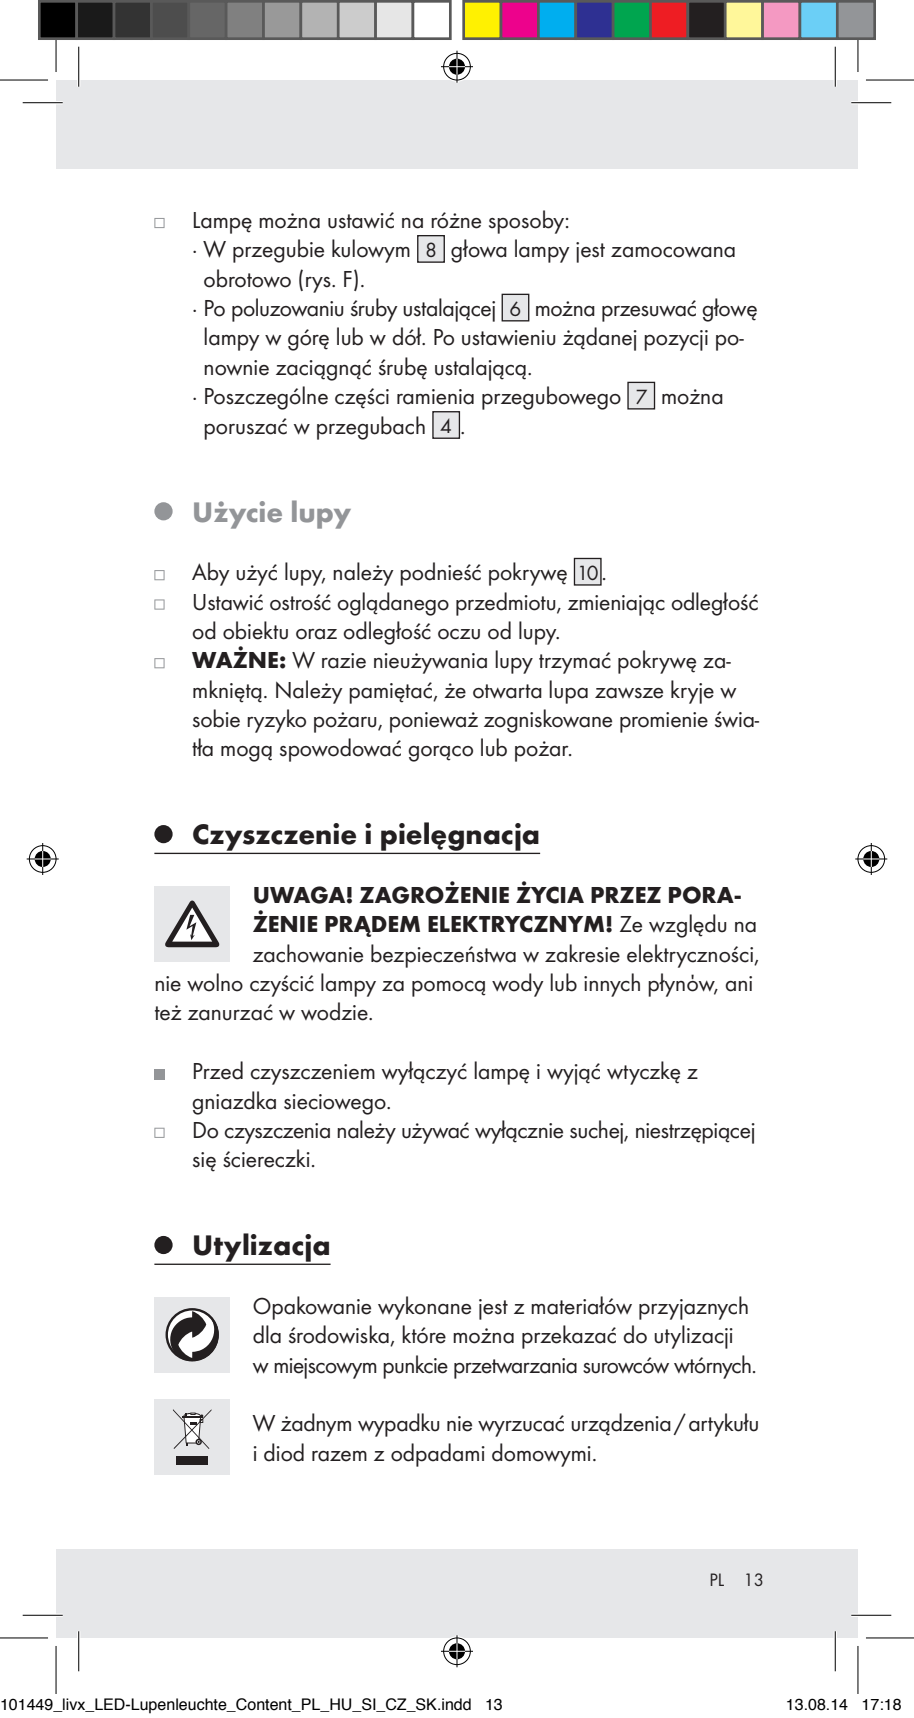 Lampę można ustawić na różne sposoby:
· W przegubie kulowym 8 głowa lampy jest zamocowana
obrotowo (rys. F).
· Po poluzowaniu śruby ustalającej 6 można przesuwać głowę
lampy w górę lub w dół. Po ustawieniu żądanej pozycji po-
nownie zaciągnąć śrubę ustalającą.
· Poszczególne części ramienia przegubowego 7 można
poruszać w przegubach 4.
● Użycie lupy
Aby użyć lupy, należy podnieść pokrywę 10.
Ustawić ostrość oglądanego przedmiotu, zmieniając odległość
od obiektu oraz odległość oczu od lupy.
WAŻNE: W razie nieużywania lupy trzymać pokrywę za-
mkniętą. Należy pamiętać, że otwarta lupa zawsze kryje w
sobie ryzyko pożaru, ponieważ zogniskowane promienie świa-
tła mogą spowodować gorąco lub pożar.
● Czyszczenie i pielęgnacja
UWAGA! ZAGROŻENIE ŻYCIA PRZEZ PORA-
ŻENIE PRĄDEM ELEKTRYCZNYM! Ze względu na
zachowanie bezpieczeństwa w zakresie elektryczności,
nie wolno czyścić lampy za pomocą wody lub innych płynów, ani
też zanurzać w wodzie.
Przed czyszczeniem wyłączyć lampę i wyjąć wtyczkę z
gniazdka sieciowego.
Do czyszczenia należy używać wyłącznie suchej, niestrzępiącej
się ściereczki.
● Utylizacja
Opakowanie wykonane jest z materiałów przyjaznych
dla środowiska, które można przekazać do utylizacji
w miejscowym punkcie przetwarzania surowców wtórnych.
W żadnym wypadku nie wyrzucać urządzenia / artykułu
i diod razem z odpadami domowymi.
PL 13
101449_livx_LED-Lupenleuchte_Content_PL_HU_SI_CZ_SK.indd 13 13.08.14 17:18